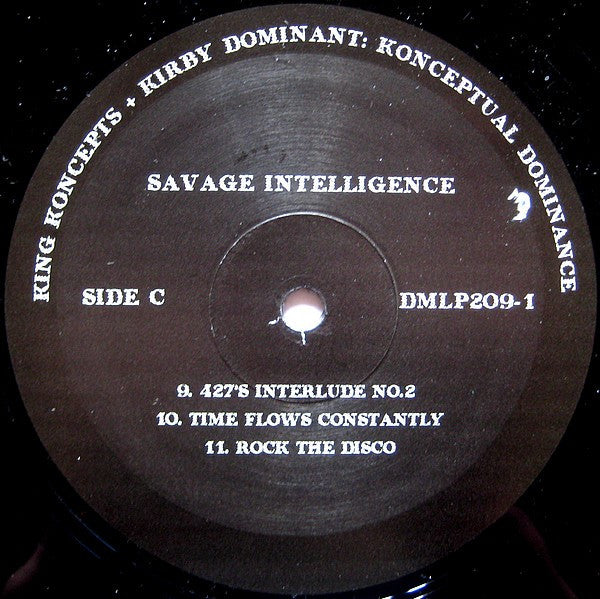 KING KONCEPTS + KIRBY DOMINANT: KONCEPTUAL DOMINANCE
SAVAGE INTELLIGENCE
SIDE C
DMLP209-1
9. 427'S INTERLUDE NO.2
10. TIME FLOWS CONSTANTLY
11. ROCK THE DISCO